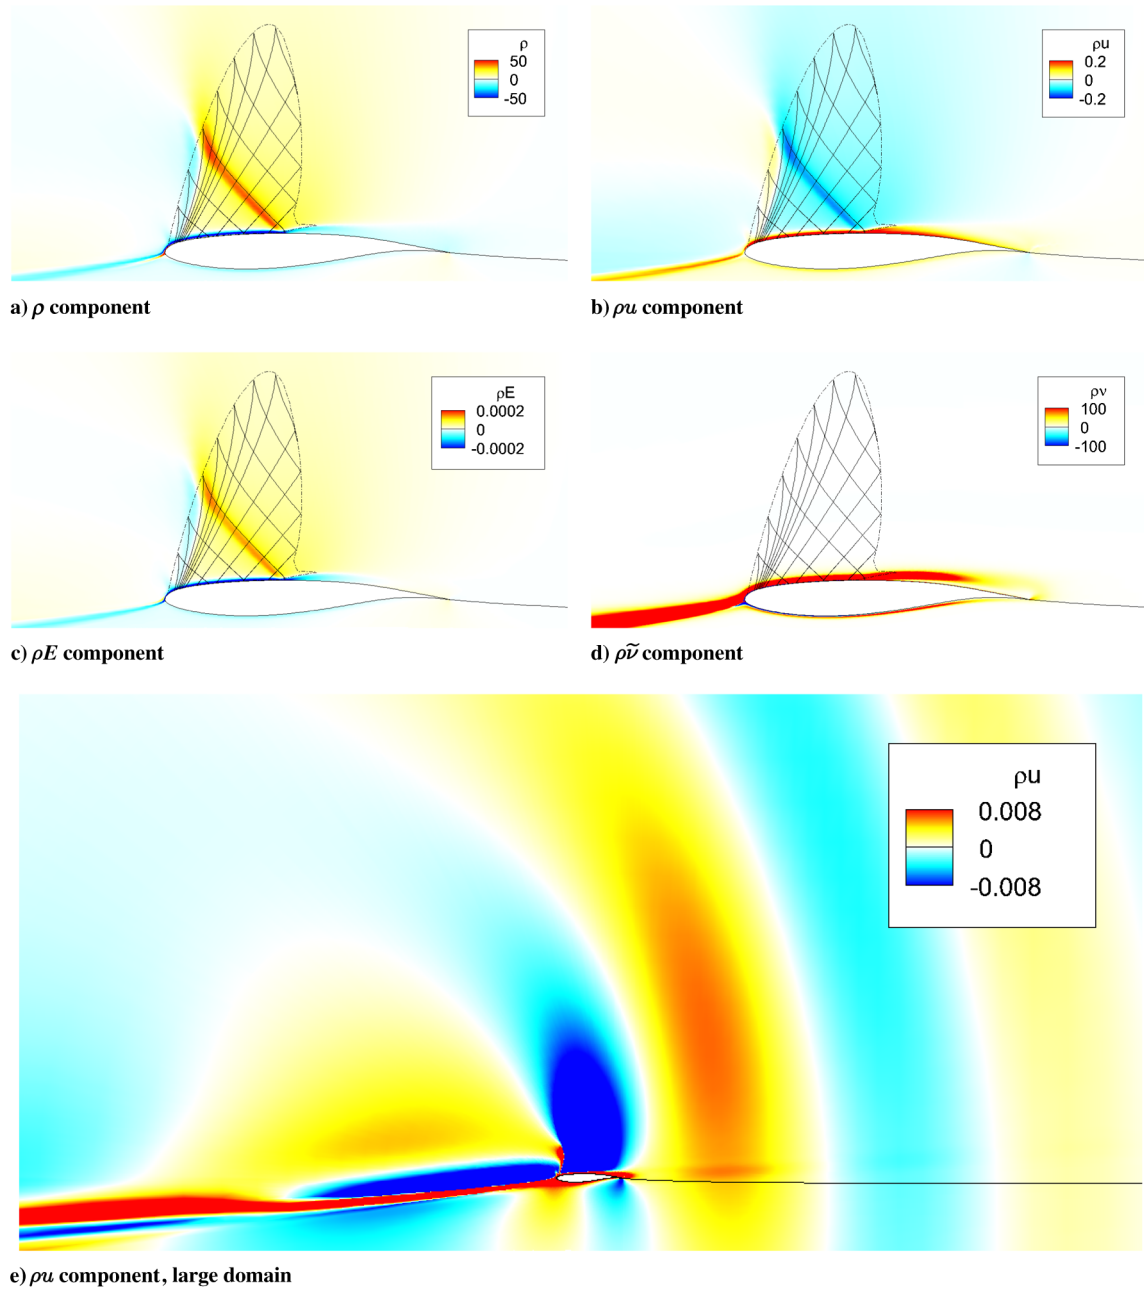 ρ
50
0
-50
ρu
0.2
0
-0.2
a) ρ component
b) ρu component
ρE
0.0002
0
-0.0002
ρν
100
0
-100
c) ρE component
d) ρν̃ component
ρu
0.008
0
-0.008
e) ρu component, large domain